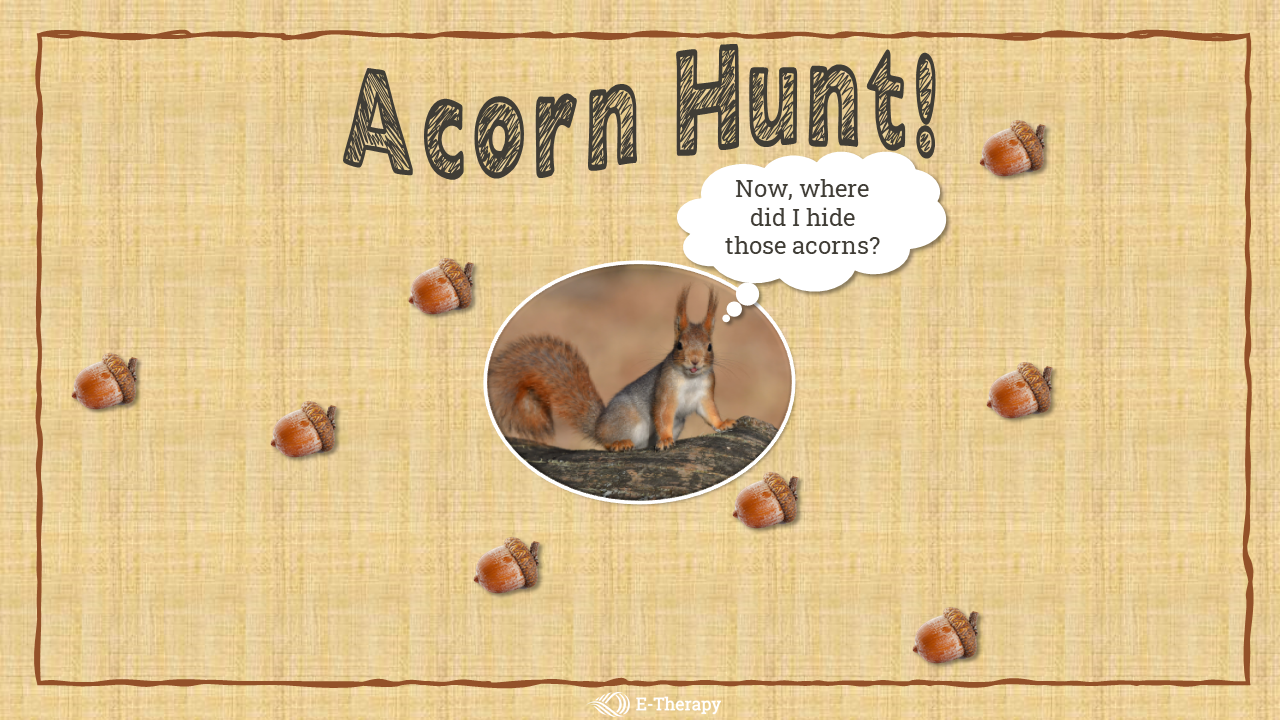 Acorn Hunt!
Now, where
did I hide
those acorns?
E-Therapy